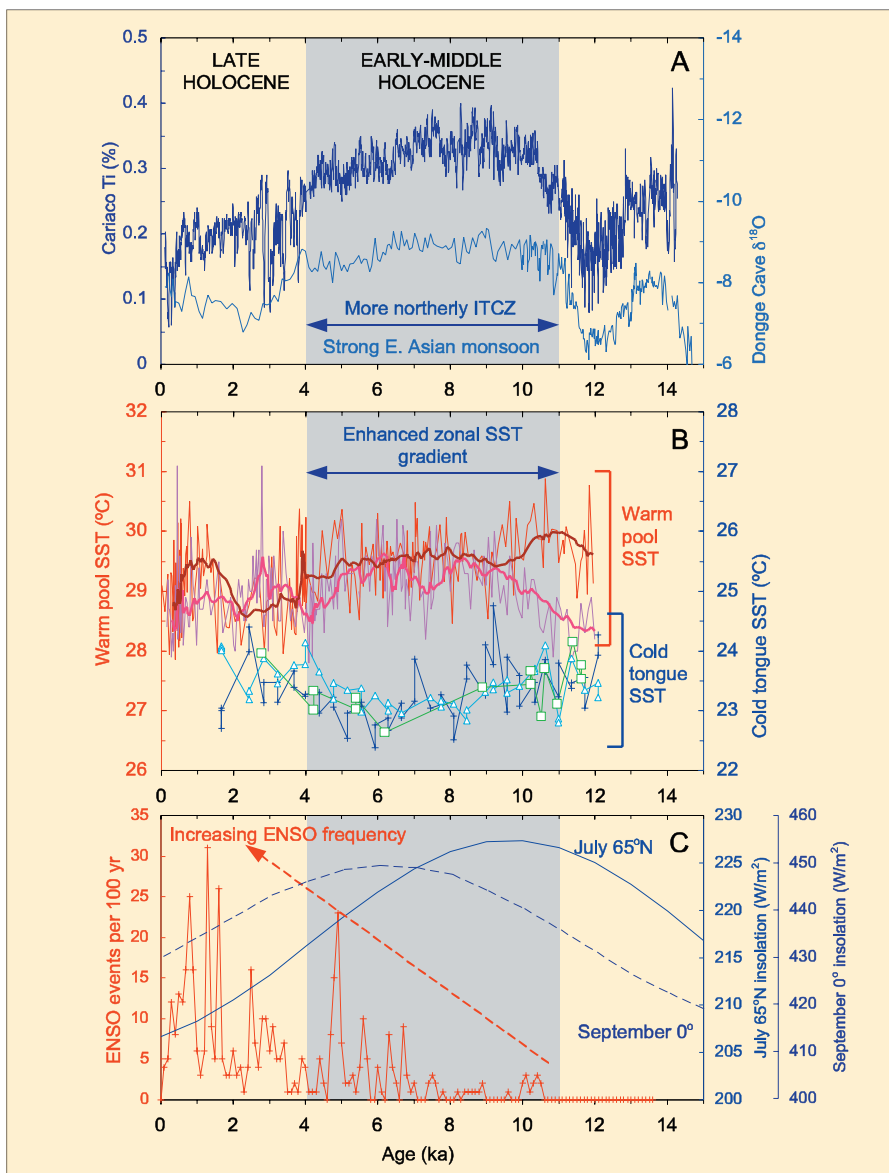 LATE HOLOCENE
EARLY-MIDDLE HOLOCENE
A
0.5
0.4
0.3
0.2
0.1
0
Cariaco Ti (%)
-14
-12
-10
-8
-6
Dongge Cave δ18O
More northerly ITCZ
Strong E. Asian monsoon
0 2 4 6 8 10 12 14
B
Enhanced zonal SST
gradient
32
31
30
29
28
27
26
Warm pool SST (ºC)
28
27
26
25
24
23
22
Cold tongue SST (ºC)
Warm
pool
SST
Cold
tongue
SST
0 2 4 6 8 10 12 14
C
Increasing ENSO frequency
July 65ºN
September 0º
35
30
25
20
15
10
5
0
ENSO events per 100 yr
230
225
220
215
210
205
200
July 65ºN insolation (W/m2)
460
450
440
430
420
410
400
September 0º insolation (W/m2)
0 2 4 6 8 10 12 14
Age (ka)